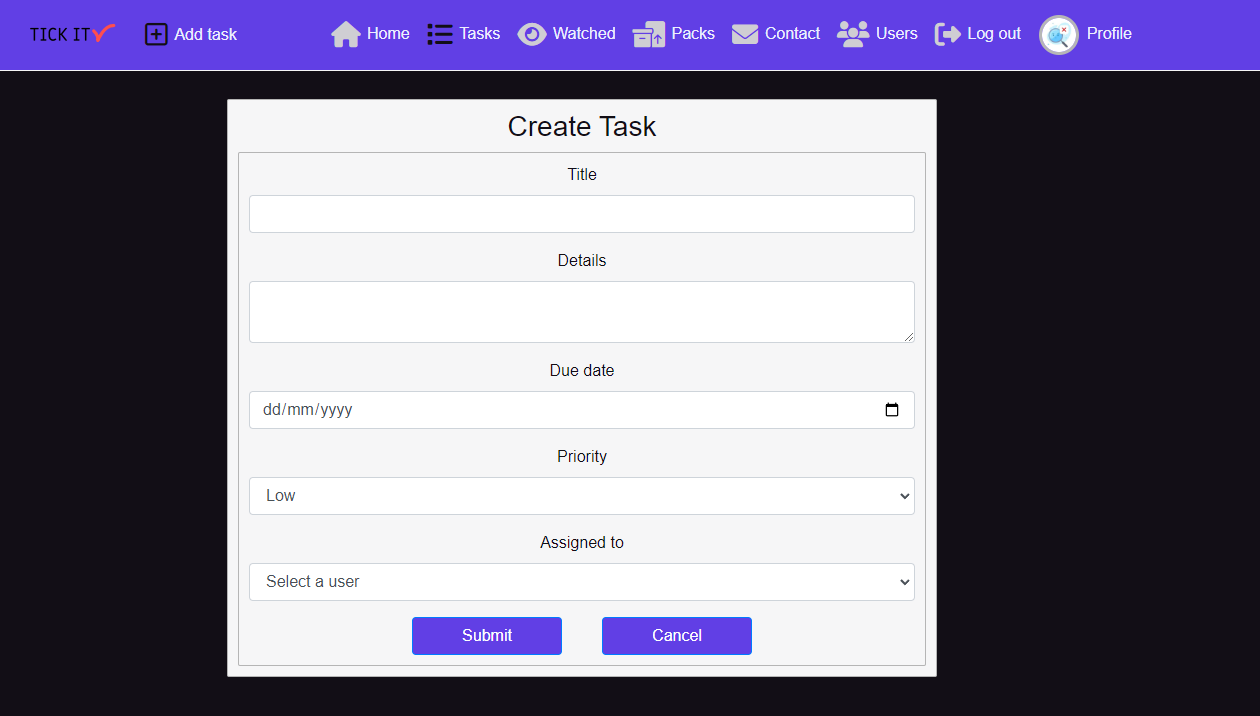 TICK IT Add task Home Tasks Watched Packs Contact Users Log out Profile
Create Task
Title
Details
Due date
dd/mm/yyyy
Priority
Low
Assigned to
Select a user
Submit Cancel